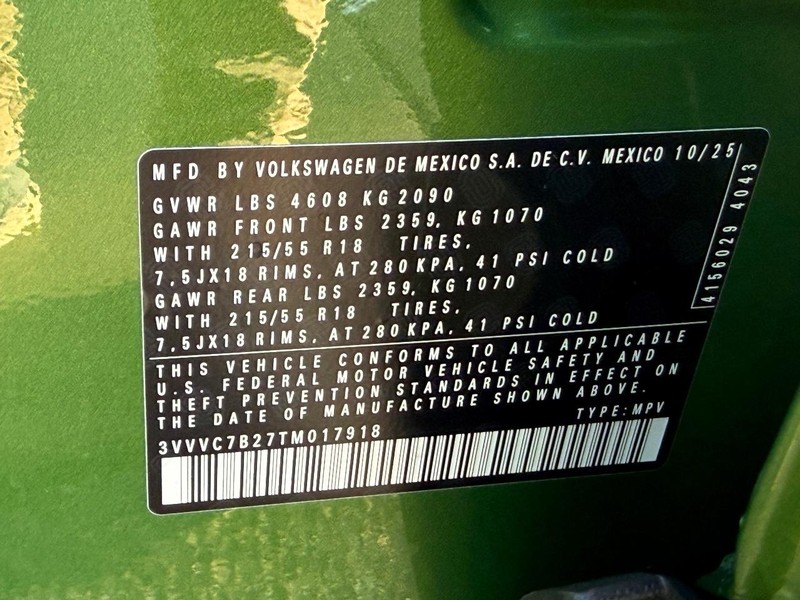 MFD BY VOLKSWAGEN DE MEXICO S.A. DE C.V. MEXICO 10/25
GVWR LBS 4608 KG 2090
GAWR FRONT LBS 2359, KG 1070
WITH 215/55 R18 TIRES,
7,5JX18 RIMS, AT 280 KPA, 41 PSI COLD
GAWR REAR LBS 2359, KG 1070
WITH 215/55 R18 TIRES,
7,5JX18 RIMS, AT 280 KPA, 41 PSI COLD
4156029 4043
THIS VEHICLE CONFORMS TO ALL APPLICABLE
U.S. FEDERAL MOTOR VEHICLE SAFETY AND
THEFT PREVENTION STANDARDS IN EFFECT ON
THE DATE OF MANUFACTURE SHOWN ABOVE.
TYPE:MPV
3VVVC7B27TM017918